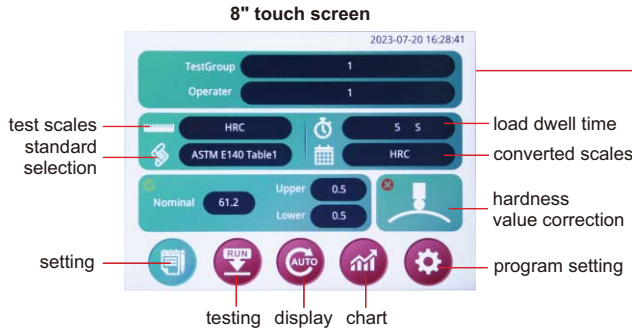 8" touch screen
2023-07-20 16:28:41
TestGroup 1
Operater 1
test scales HRC 5 S load dwell time
standard selection ASTM E140 Table1 HRC converted scales
Nominal 61.2 Upper 0.5
Lower 0.5
hardness
value correction
setting RUN AUTO program setting
testing display chart